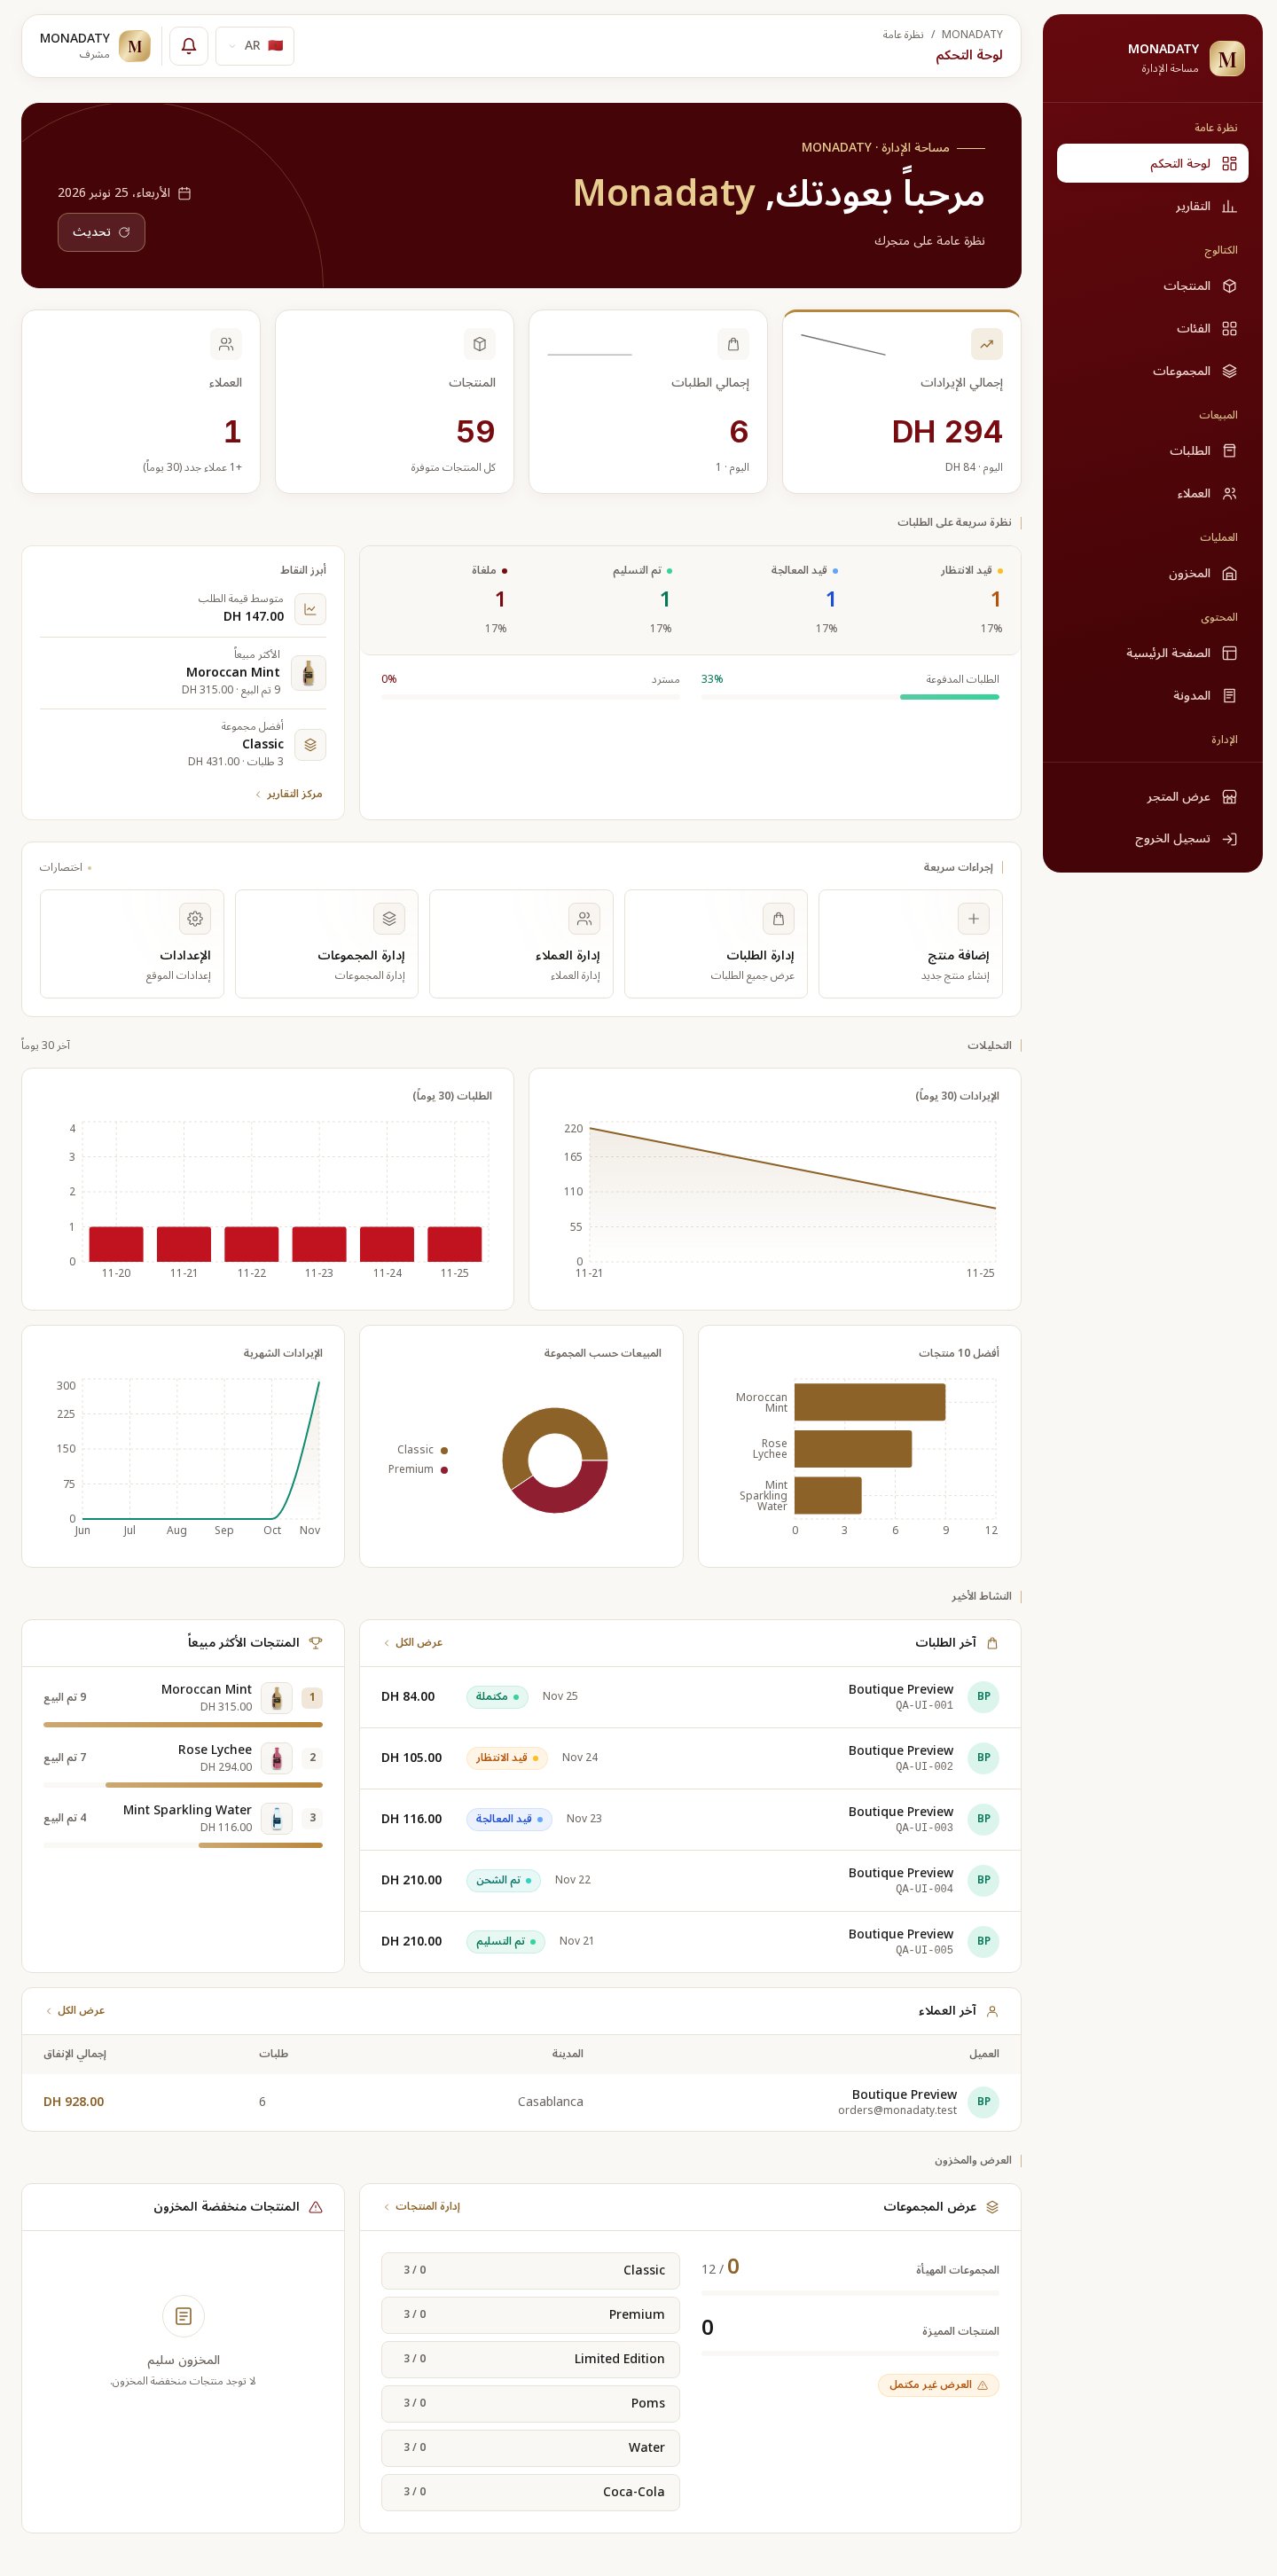 MONADATY
مساحة الإدارة
نظرة عامة
لوحة التحكم
التقارير
الكتالوج
المنتجات
الفئات
المجموعات
المبيعات
الطلبات
العملاء
العمليات
المخزون
المحتوى
الصفحة الرئيسية
المدونة
الإدارة
عرض المتجر
تسجيل الخروج
MONADATY / نظرة عامة
لوحة التحكم
AR
MONADATY
مشرف
M
M
مساحة الإدارة · MONADATY
مرحباً بعودتك, Monadaty
نظرة عامة على متجرك
الأربعاء، 25 نونبر 2026
تحديث
إجمالي الإيرادات
DH 294
اليوم · DH 84
إجمالي الطلبات
6
اليوم · 1
المنتجات
59
كل المنتجات متوفرة
العملاء
1
+1 عملاء جدد (30 يوماً)
نظرة سريعة على الطلبات
قيد الانتظار
1
17%
قيد المعالجة
1
17%
تم التسليم
1
17%
ملغاة
1
17%
الطلبات المدفوعة
33%
مسترد
0%
أبرز النقاط
متوسط قيمة الطلب
DH 147.00
الأكثر مبيعاً
Moroccan Mint
9 تم البيع · DH 315.00
أفضل مجموعة
Classic
3 طلبات · DH 431.00
مركز التقارير
إجراءات سريعة
اختصارات
إضافة منتج
إنشاء منتج جديد
إدارة الطلبات
عرض جميع الطلبات
إدارة العملاء
إدارة العملاء
إدارة المجموعات
إدارة المجموعات
الإعدادات
إعدادات الموقع
التحليلات
آخر 30 يوماً
الإيرادات (30 يوماً)
220
165
110
55
0
11-21
11-25
الطلبات (30 يوماً)
4
3
2
1
0
11-20
11-21
11-22
11-23
11-24
11-25
أفضل 10 منتجات
Moroccan
Mint
Rose
Lychee
Mint
Sparkling
Water
0
3
6
9
12
المبيعات حسب المجموعة
Classic
Premium
الإيرادات الشهرية
300
225
150
75
0
Jun
Jul
Aug
Sep
Oct
Nov
النشاط الأخير
آخر الطلبات
عرض الكل
BP
Boutique Preview
QA-UI-001
Nov 25
مكتملة
DH 84.00
BP
Boutique Preview
QA-UI-002
Nov 24
قيد الانتظار
DH 105.00
BP
Boutique Preview
QA-UI-003
Nov 23
قيد المعالجة
DH 116.00
BP
Boutique Preview
QA-UI-004
Nov 22
تم الشحن
DH 210.00
BP
Boutique Preview
QA-UI-005
Nov 21
تم التسليم
DH 210.00
المنتجات الأكثر مبيعاً
1
Moroccan Mint
DH 315.00
9 تم البيع
2
Rose Lychee
DH 294.00
7 تم البيع
3
Mint Sparkling Water
DH 116.00
4 تم البيع
آخر العملاء
عرض الكل
العميل
المدينة
طلبات
إجمالي الإنفاق
BP
Boutique Preview
orders@monadaty.test
Casablanca
6
DH 928.00
العرض والمخزون
عرض المجموعات
إدارة المنتجات
المجموعات المهيأة
0 / 12
المنتجات المميزة
0
العرض غير مكتمل
Classic
0 / 3
Premium
0 / 3
Limited Edition
0 / 3
Poms
0 / 3
Water
0 / 3
Coca-Cola
0 / 3
المنتجات منخفضة المخزون
المخزون سليم
لا توجد منتجات منخفضة المخزون.